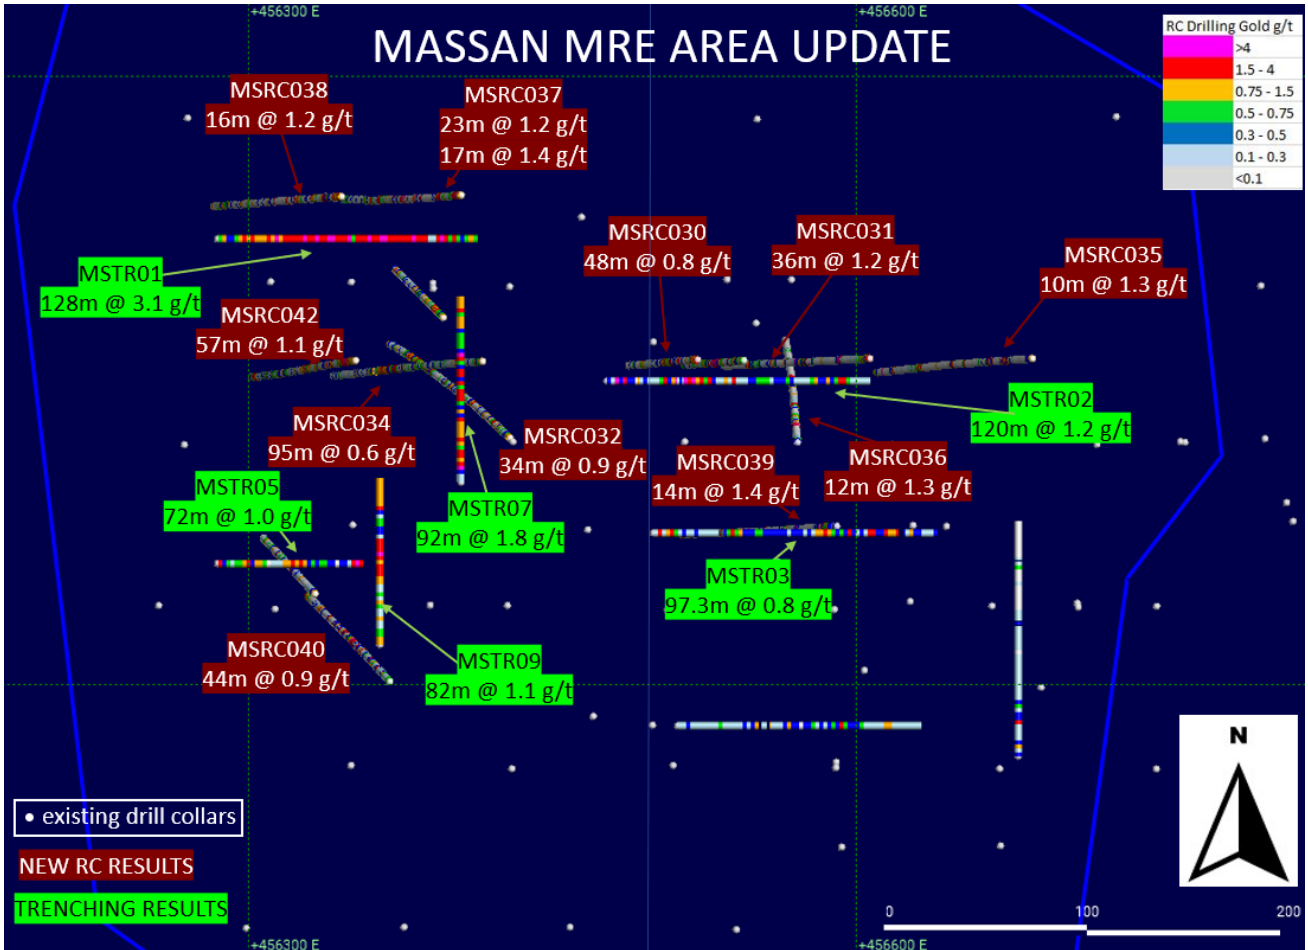 +456300 E
+456600 E
MASSAN MRE AREA UPDATE
RC Drilling Gold g/t
>4
1.5 - 4
0.75 - 1.5
0.5 - 0.75
0.3 - 0.5
0.1 - 0.3
<0.1
MSRC038
16m @ 1.2 g/t
MSRC037
23m @ 1.2 g/t
17m @ 1.4 g/t
MSRC030
48m @ 0.8 g/t
MSRC031
36m @ 1.2 g/t
MSRC035
10m @ 1.3 g/t
MSTR01
128m @ 3.1 g/t
MSRC042
57m @ 1.1 g/t
MSRC034
95m @ 0.6 g/t
MSRC032
34m @ 0.9 g/t
MSTR02
120m @ 1.2 g/t
MSRC039
14m @ 1.4 g/t
MSRC036
12m @ 1.3 g/t
MSTR05
72m @ 1.0 g/t
MSTR07
92m @ 1.8 g/t
MSTR03
97.3m @ 0.8 g/t
MSRC040
44m @ 0.9 g/t
MSTR09
82m @ 1.1 g/t
N
• existing drill collars
NEW RC RESULTS
TRENCHING RESULTS
0 100 200
+456300 E
+456600 E